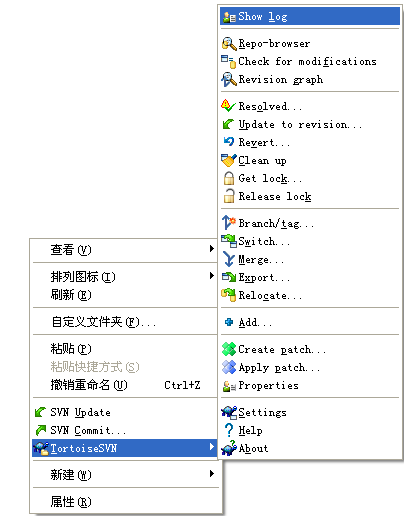 Show log
Repo-browser
Check for modifications
Revision graph
Resolved...
Update to revision...
Revert...
Clean up
Get lock...
Release lock
Branch/tag...
Switch...
Merge...
Export...
Relocate...
Add...
Create patch...
Apply patch...
Properties
Settings
Help
About
查看(V)
排列图标(I)
刷新(E)
自定义文件夹(F)...
粘贴(P)
粘贴快捷方式(S)
撤销重命名(U) Ctrl+Z
SVN Update
SVN Commit...
TortoiseSVN
新建(W)
属性(R)